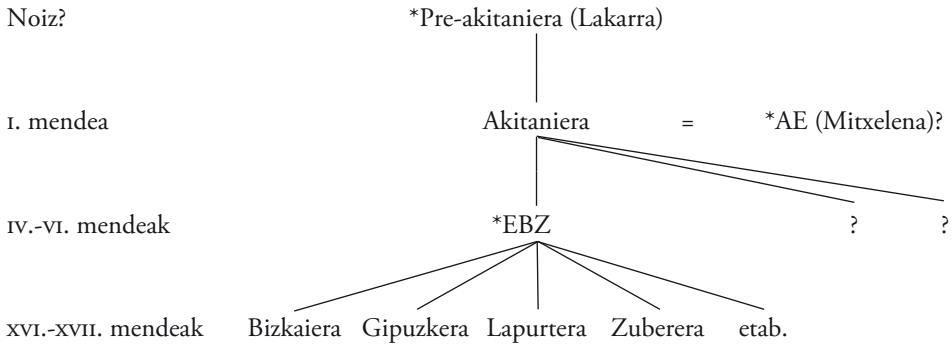 Noiz? *Pre-akitaniera (Lakarra)
I. mendea Akitaniera = *AE (Mitxelena)?
IV.-VI. mendeak *EBZ ? ?
XVI.-XVII. mendeak Bizkaiera Gipuzkera Lapurtera Zuberera etab.